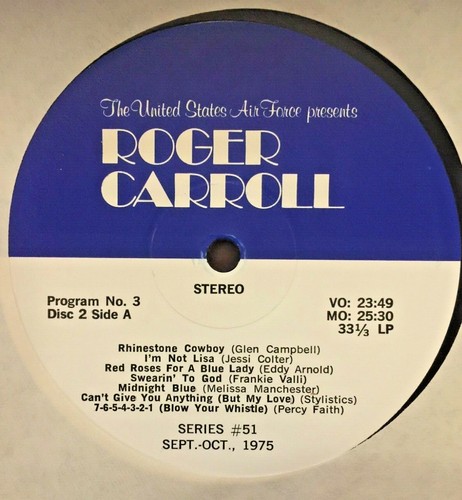 The United States Air Force presents
ROGER
CARROLL
STEREO
Program No. 3
Disc 2 Side A
VO: 23:49
MO: 25:30
33⅓ LP
Rhinestone Cowboy (Glen Campbell)
I'm Not Lisa (Jessi Colter)
Red Roses For A Blue Lady (Eddy Arnold)
Swearin' To God (Frankie Valli)
Midnight Blue (Melissa Manchester)
Can't Give You Anything (But My Love) (Stylistics)
7-6-5-4-3-2-1 (Blow Your Whistle) (Percy Faith)
SERIES #51
SEPT.-OCT., 1975